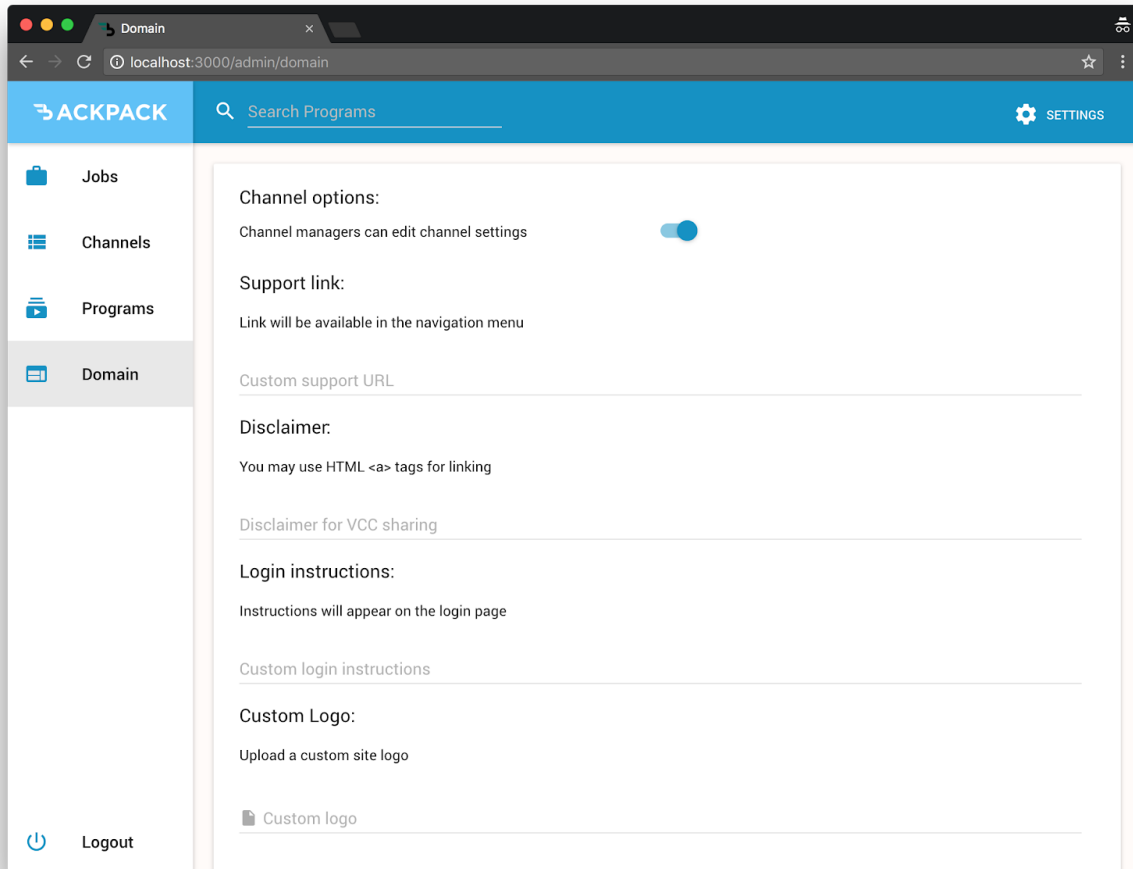 Domain
localhost:3000/admin/domain
BACKPACK
Search Programs
SETTINGS
Jobs
Channels
Programs
Domain
Logout
Channel options:
Channel managers can edit channel settings
Support link:
Link will be available in the navigation menu
Custom support URL
Disclaimer:
You may use HTML <a> tags for linking
Disclaimer for VCC sharing
Login instructions:
Instructions will appear on the login page
Custom login instructions
Custom Logo:
Upload a custom site logo
Custom logo